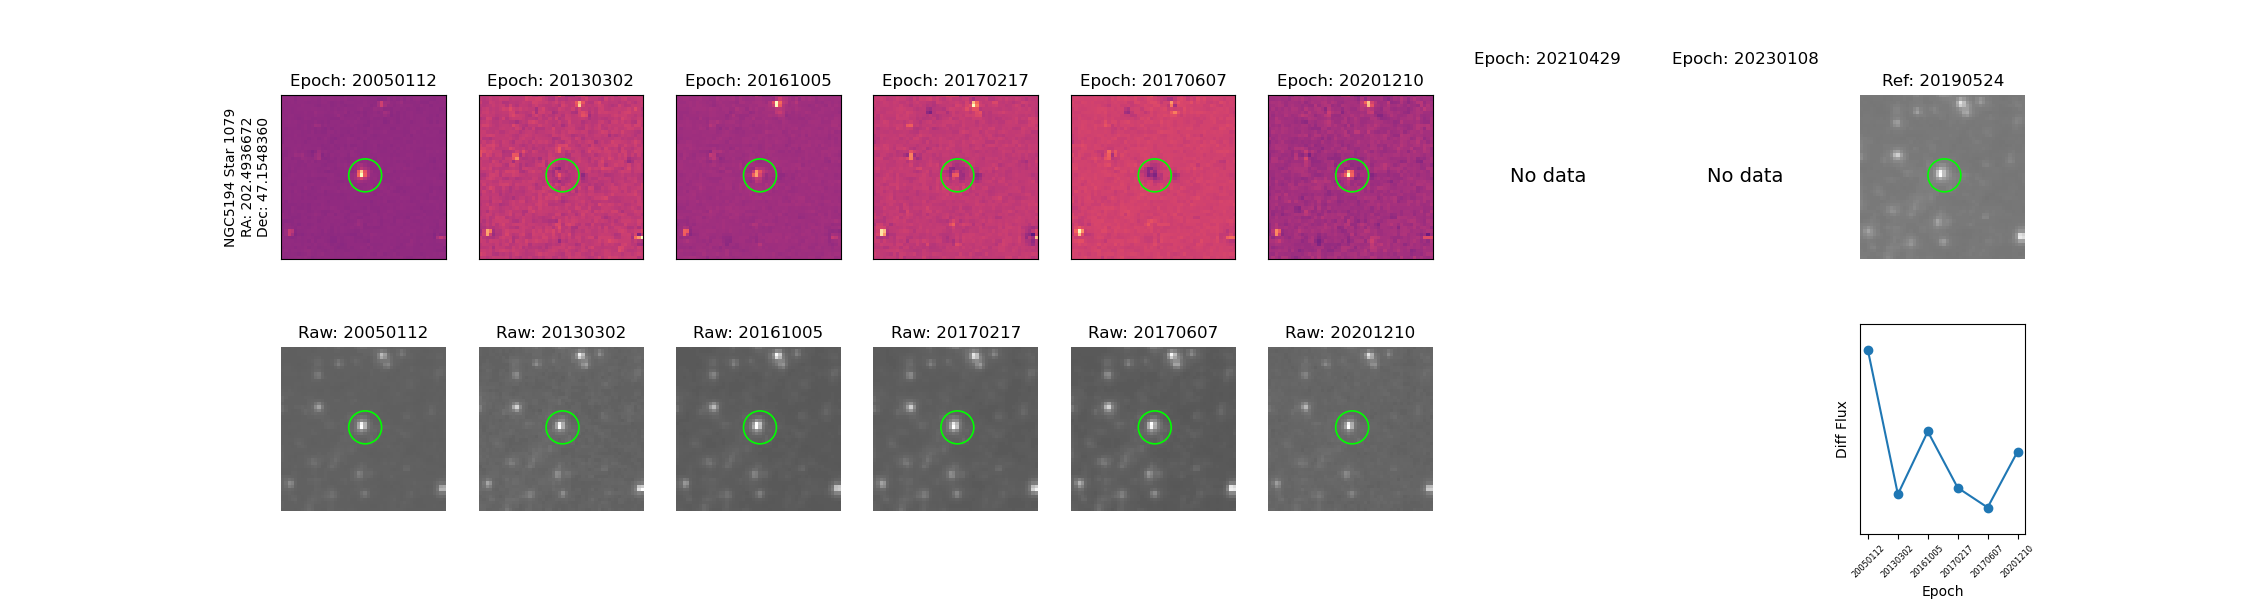 Epoch: 20210429
Epoch: 20230108
Epoch: 20050112
Epoch: 20130302
Epoch: 20161005
Epoch: 20170217
Epoch: 20170607
Epoch: 20201210
Ref: 20190524
NGC5194 Star 1079
RA: 202.4936672
Dec: 47.1548360
No data
No data
Raw: 20050112
Raw: 20130302
Raw: 20161005
Raw: 20170217
Raw: 20170607
Raw: 20201210
Diff Flux
20050112
20130302
20161005
20170217
20170607
20201210
Epoch